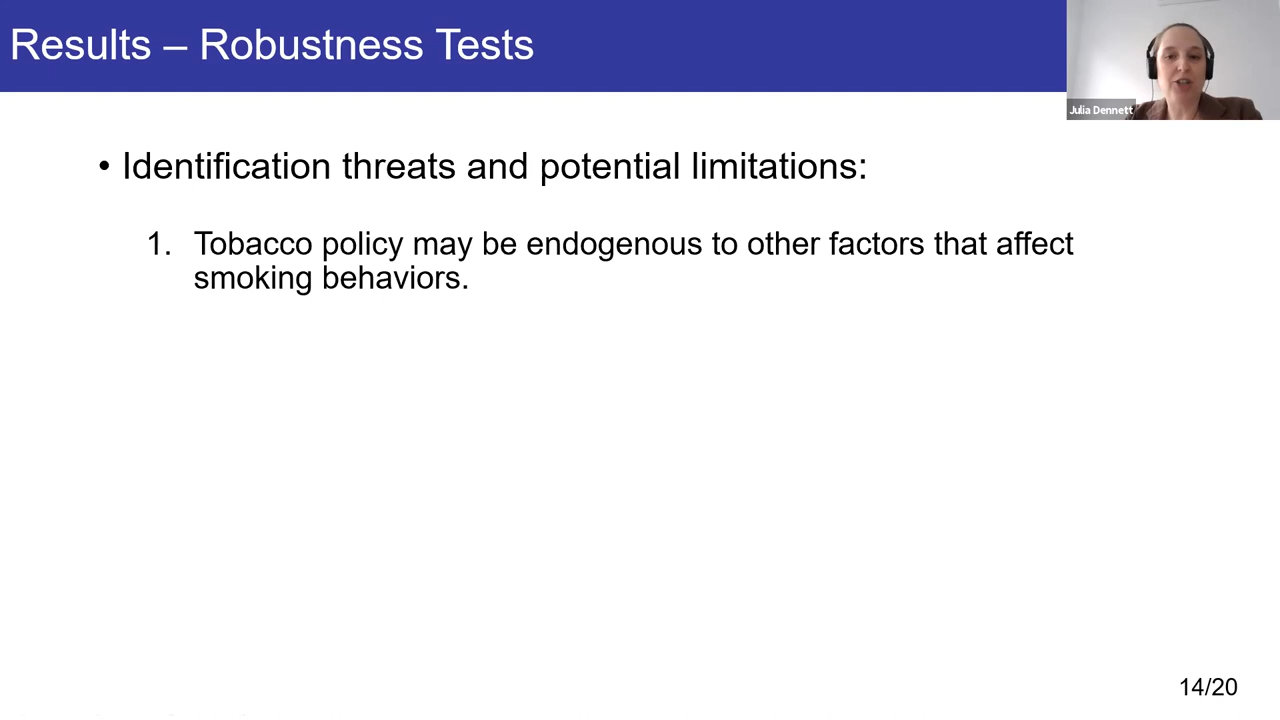 Results – Robustness Tests
Julia Dennett
• Identification threats and potential limitations:
1. Tobacco policy may be endogenous to other factors that affect
smoking behaviors.
14/20